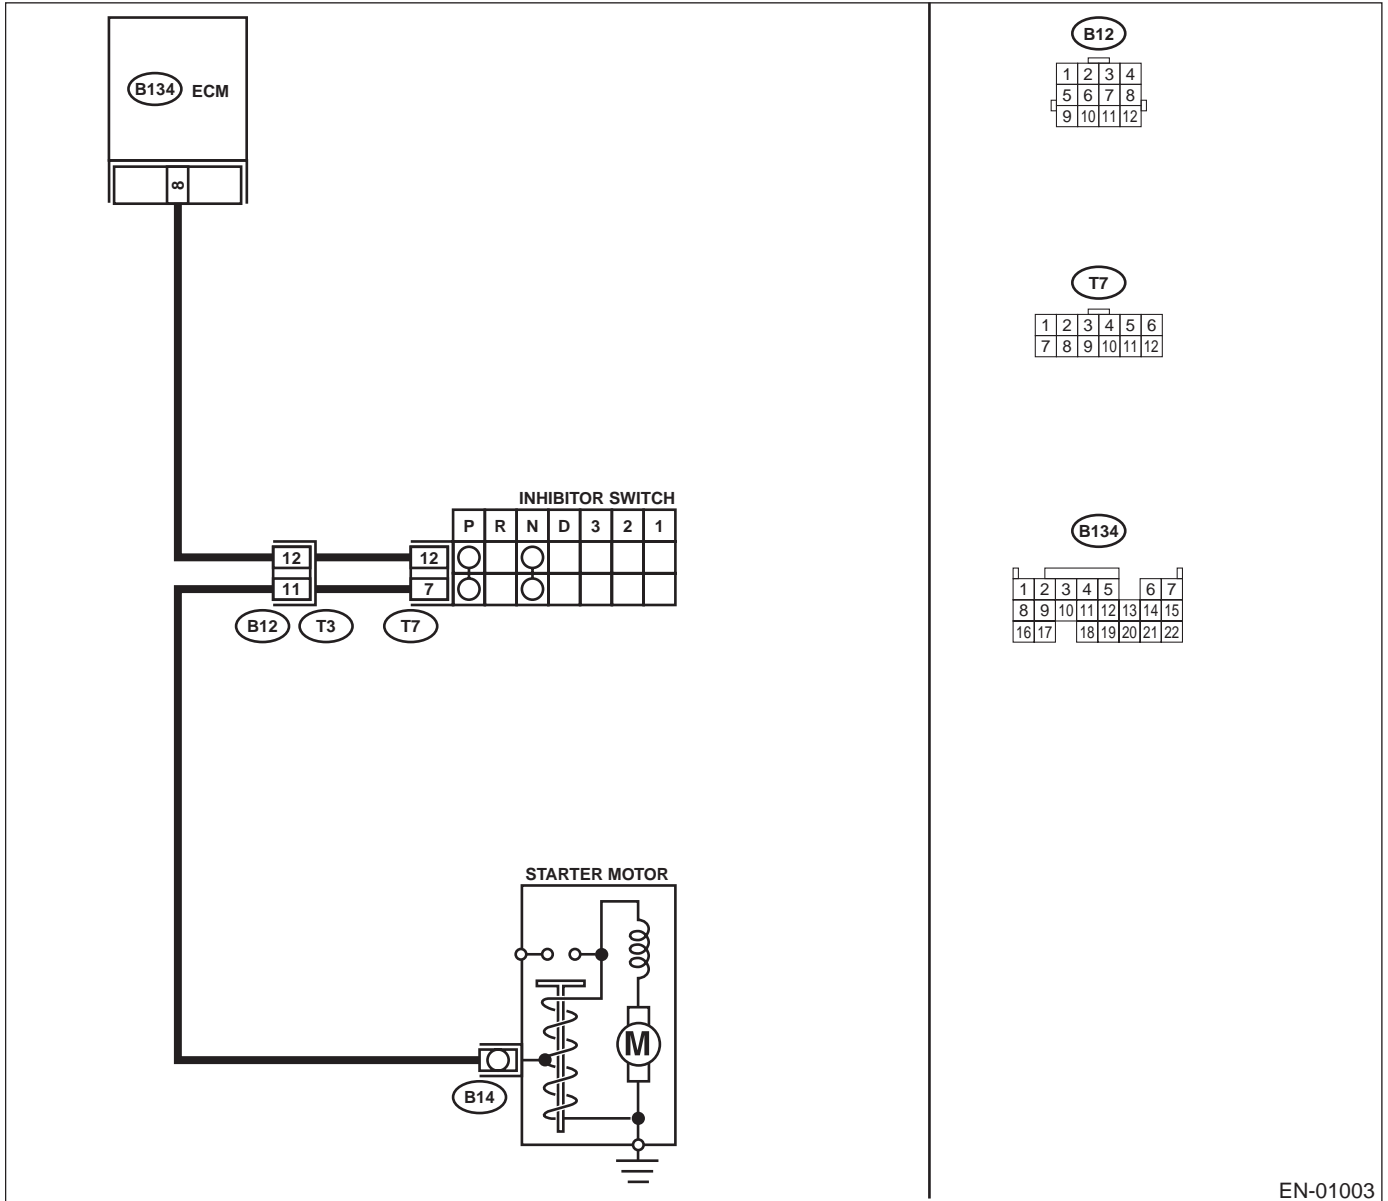 B134 ECM
8
INHIBITOR SWITCH
P R N D 3 2 1
12 12
11 7
B12 T3 T7
STARTER MOTOR
M
B14
B12
1 2 3 4
5 6 7 8
9 10 11 12
T7
1 2 3 4 5 6
7 8 9 10 11 12
B134
1 2 3 4 5 6 7
8 9 10 11 12 13 14 15
16 17 18 19 20 21 22
EN-01003